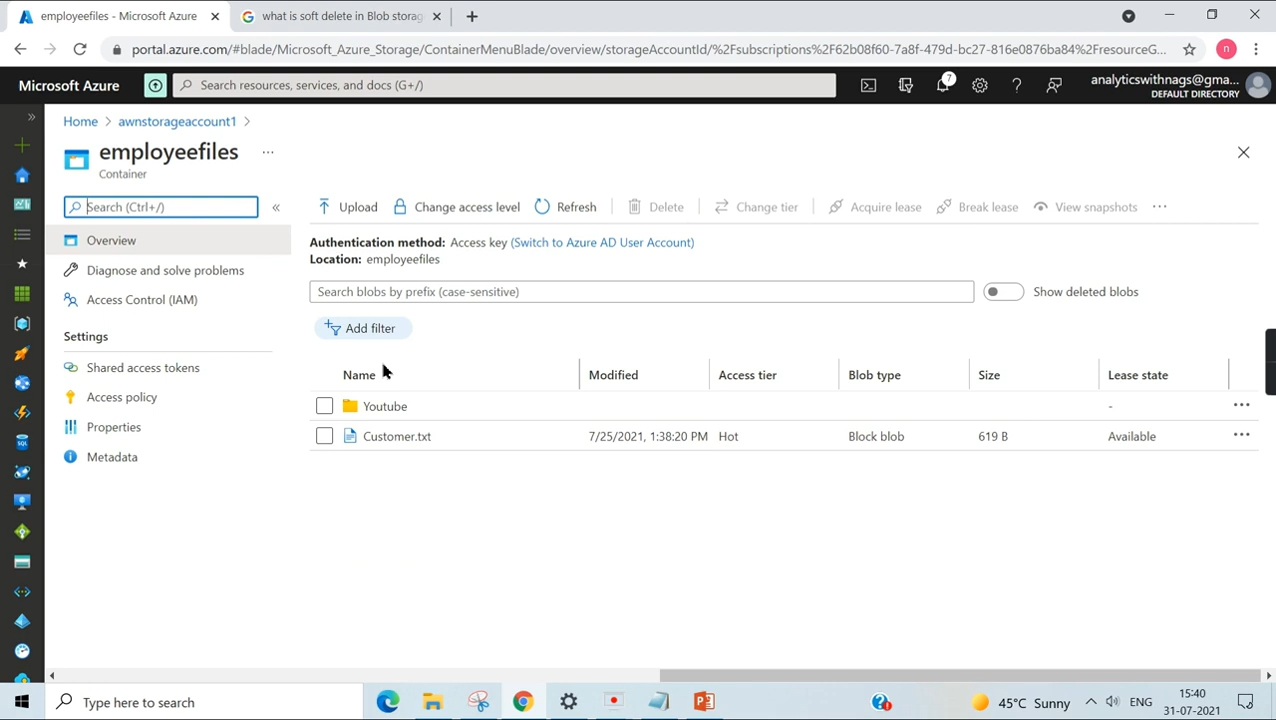 employeefiles - Microsoft Azure
what is soft delete in Blob storag
portal.azure.com/#blade/Microsoft_Azure_Storage/ContainerMenuBlade/overview/storageAccountId/%2Fsubscriptions%2F62b08f60-7a8f-479d-bc27-816e0876ba84%2FresourceG...
n
Microsoft Azure
Search resources, services, and docs (G+/)
7
analyticswithnags@gma...
DEFAULT DIRECTORY
Home > awnstorageaccount1 >
employeefiles ...
Container
Search (Ctrl+/)
Overview
Diagnose and solve problems
Access Control (IAM)
Settings
Shared access tokens
Access policy
Properties
Metadata
Upload Change access level Refresh Delete Change tier Acquire lease Break lease View snapshots ...
Authentication method: Access key (Switch to Azure AD User Account)
Location: employeefiles
Search blobs by prefix (case-sensitive)
Show deleted blobs
Add filter
Name Modified Access tier Blob type Size Lease state
Youtube -
Customer.txt 7/25/2021, 1:38:20 PM Hot Block blob 619 B Available
Type here to search
45°C Sunny
ENG
15:40
31-07-2021